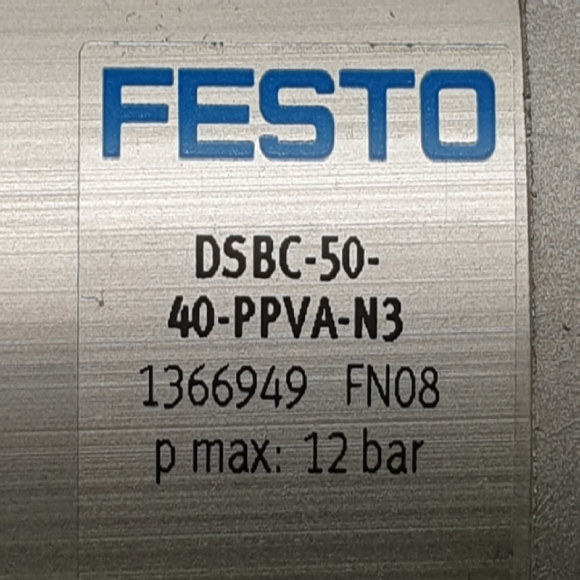 FESTO
DSBC-50-
40-PPVA-N3
1366949 FN08
p max: 12 bar